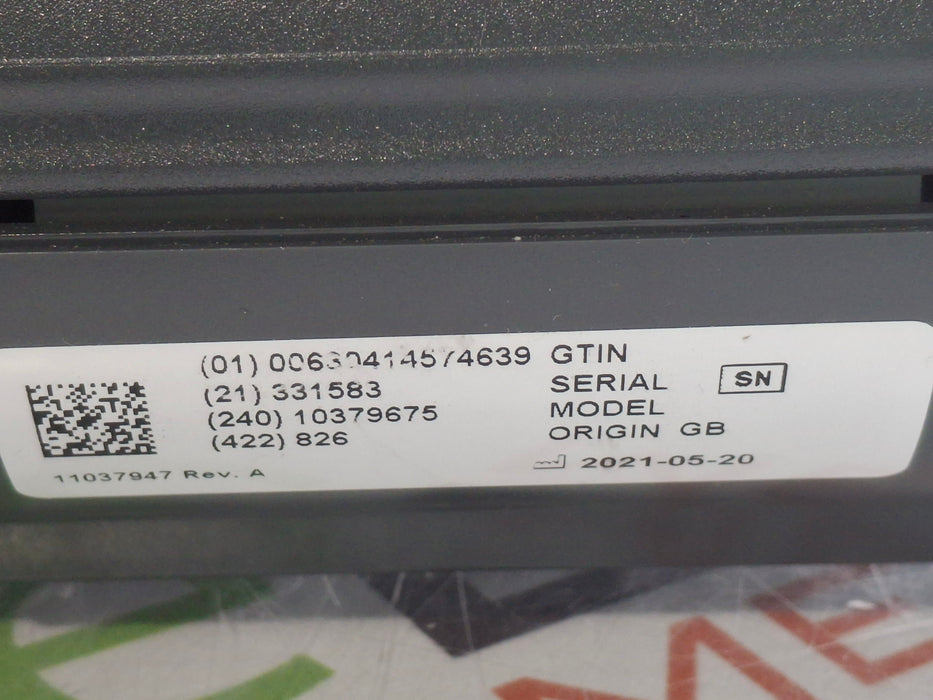 (01) 00630414574639 GTIN
(21) 331583 SERIAL SN
(240) 10379675 MODEL
(422) 826 ORIGIN GB
11037947 Rev. A 2021-05-20